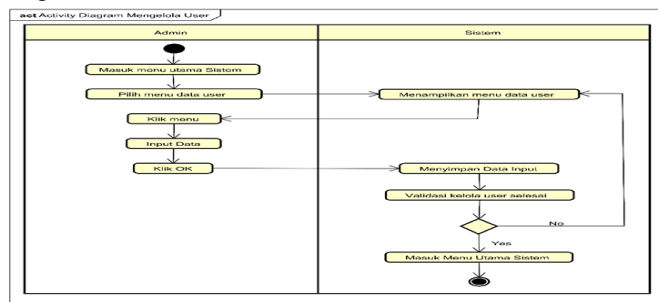 act Activity Diagram Mengelola User
Admin
Sistem
Masuk menu utama Sistom
Pilih menu data user
Menampilkan menu data user
Klik menu
Input Data
Klik OK
Menyimpan Data Input
Validasi kelola user selesai
No
Yes
Masuk Menu Utama Sistem